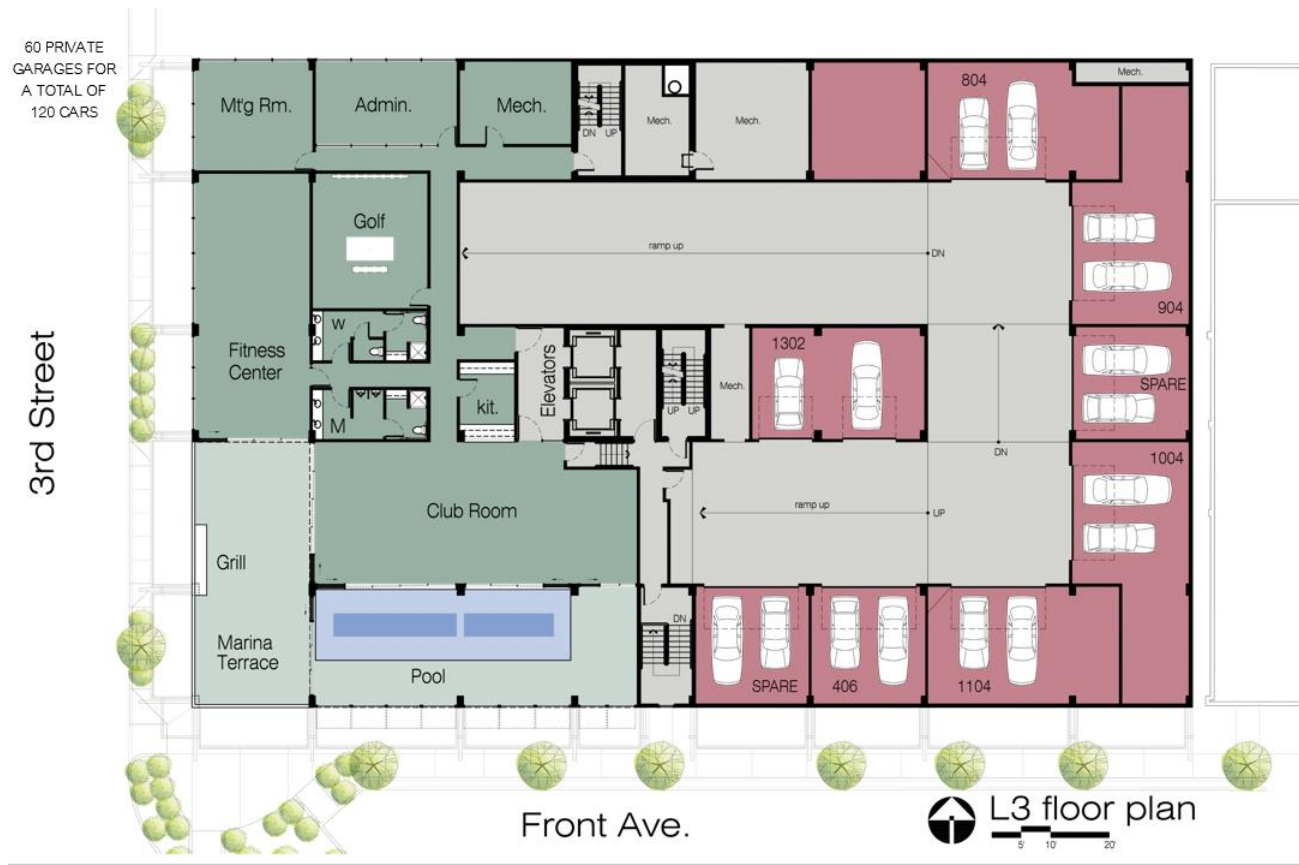 60 PRIVATE
GARAGES FOR
A TOTAL OF
120 CARS
Mt'g Rm.
Admin.
Mech.
DN UP
Mech.
Mech.
804
Mech.
Golf
ramp up
DN
904
3rd Street
W
Fitness
Center
M
kit.
Elevators
UP UP
Mech.
1302
SPARE
DN
1004
Club Room
ramp up
UP
Grill
Marina
Terrace
Pool
DN
SPARE
406
1104
Front Ave.
L3 floor plan
5' 10' 20'